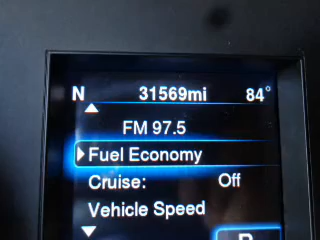 N 31569mi 84°
FM 97.5
Fuel Economy
Cruise: Off
Vehicle Speed